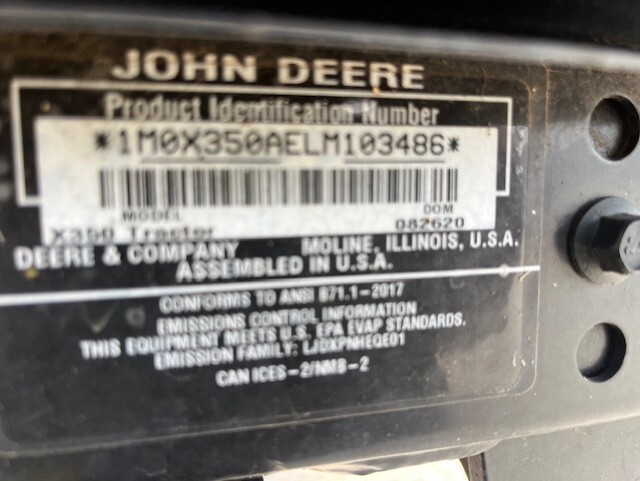 JOHN DEERE
Product Identification Number
*1M0X350AELM103486*
MODEL DOM
X350 Tractor 082620
DEERE & COMPANY MOLINE, ILLINOIS, U.S.A.
ASSEMBLED IN U.S.A.
CONFORMS TO ANSI B71.1-2017
EMISSIONS CONTROL INFORMATION
THIS EQUIPMENT MEETS U.S. EPA EVAP STANDARDS.
EMISSION FAMILY: LJDXPNHEQE01
CAN ICES-2/NMB-2